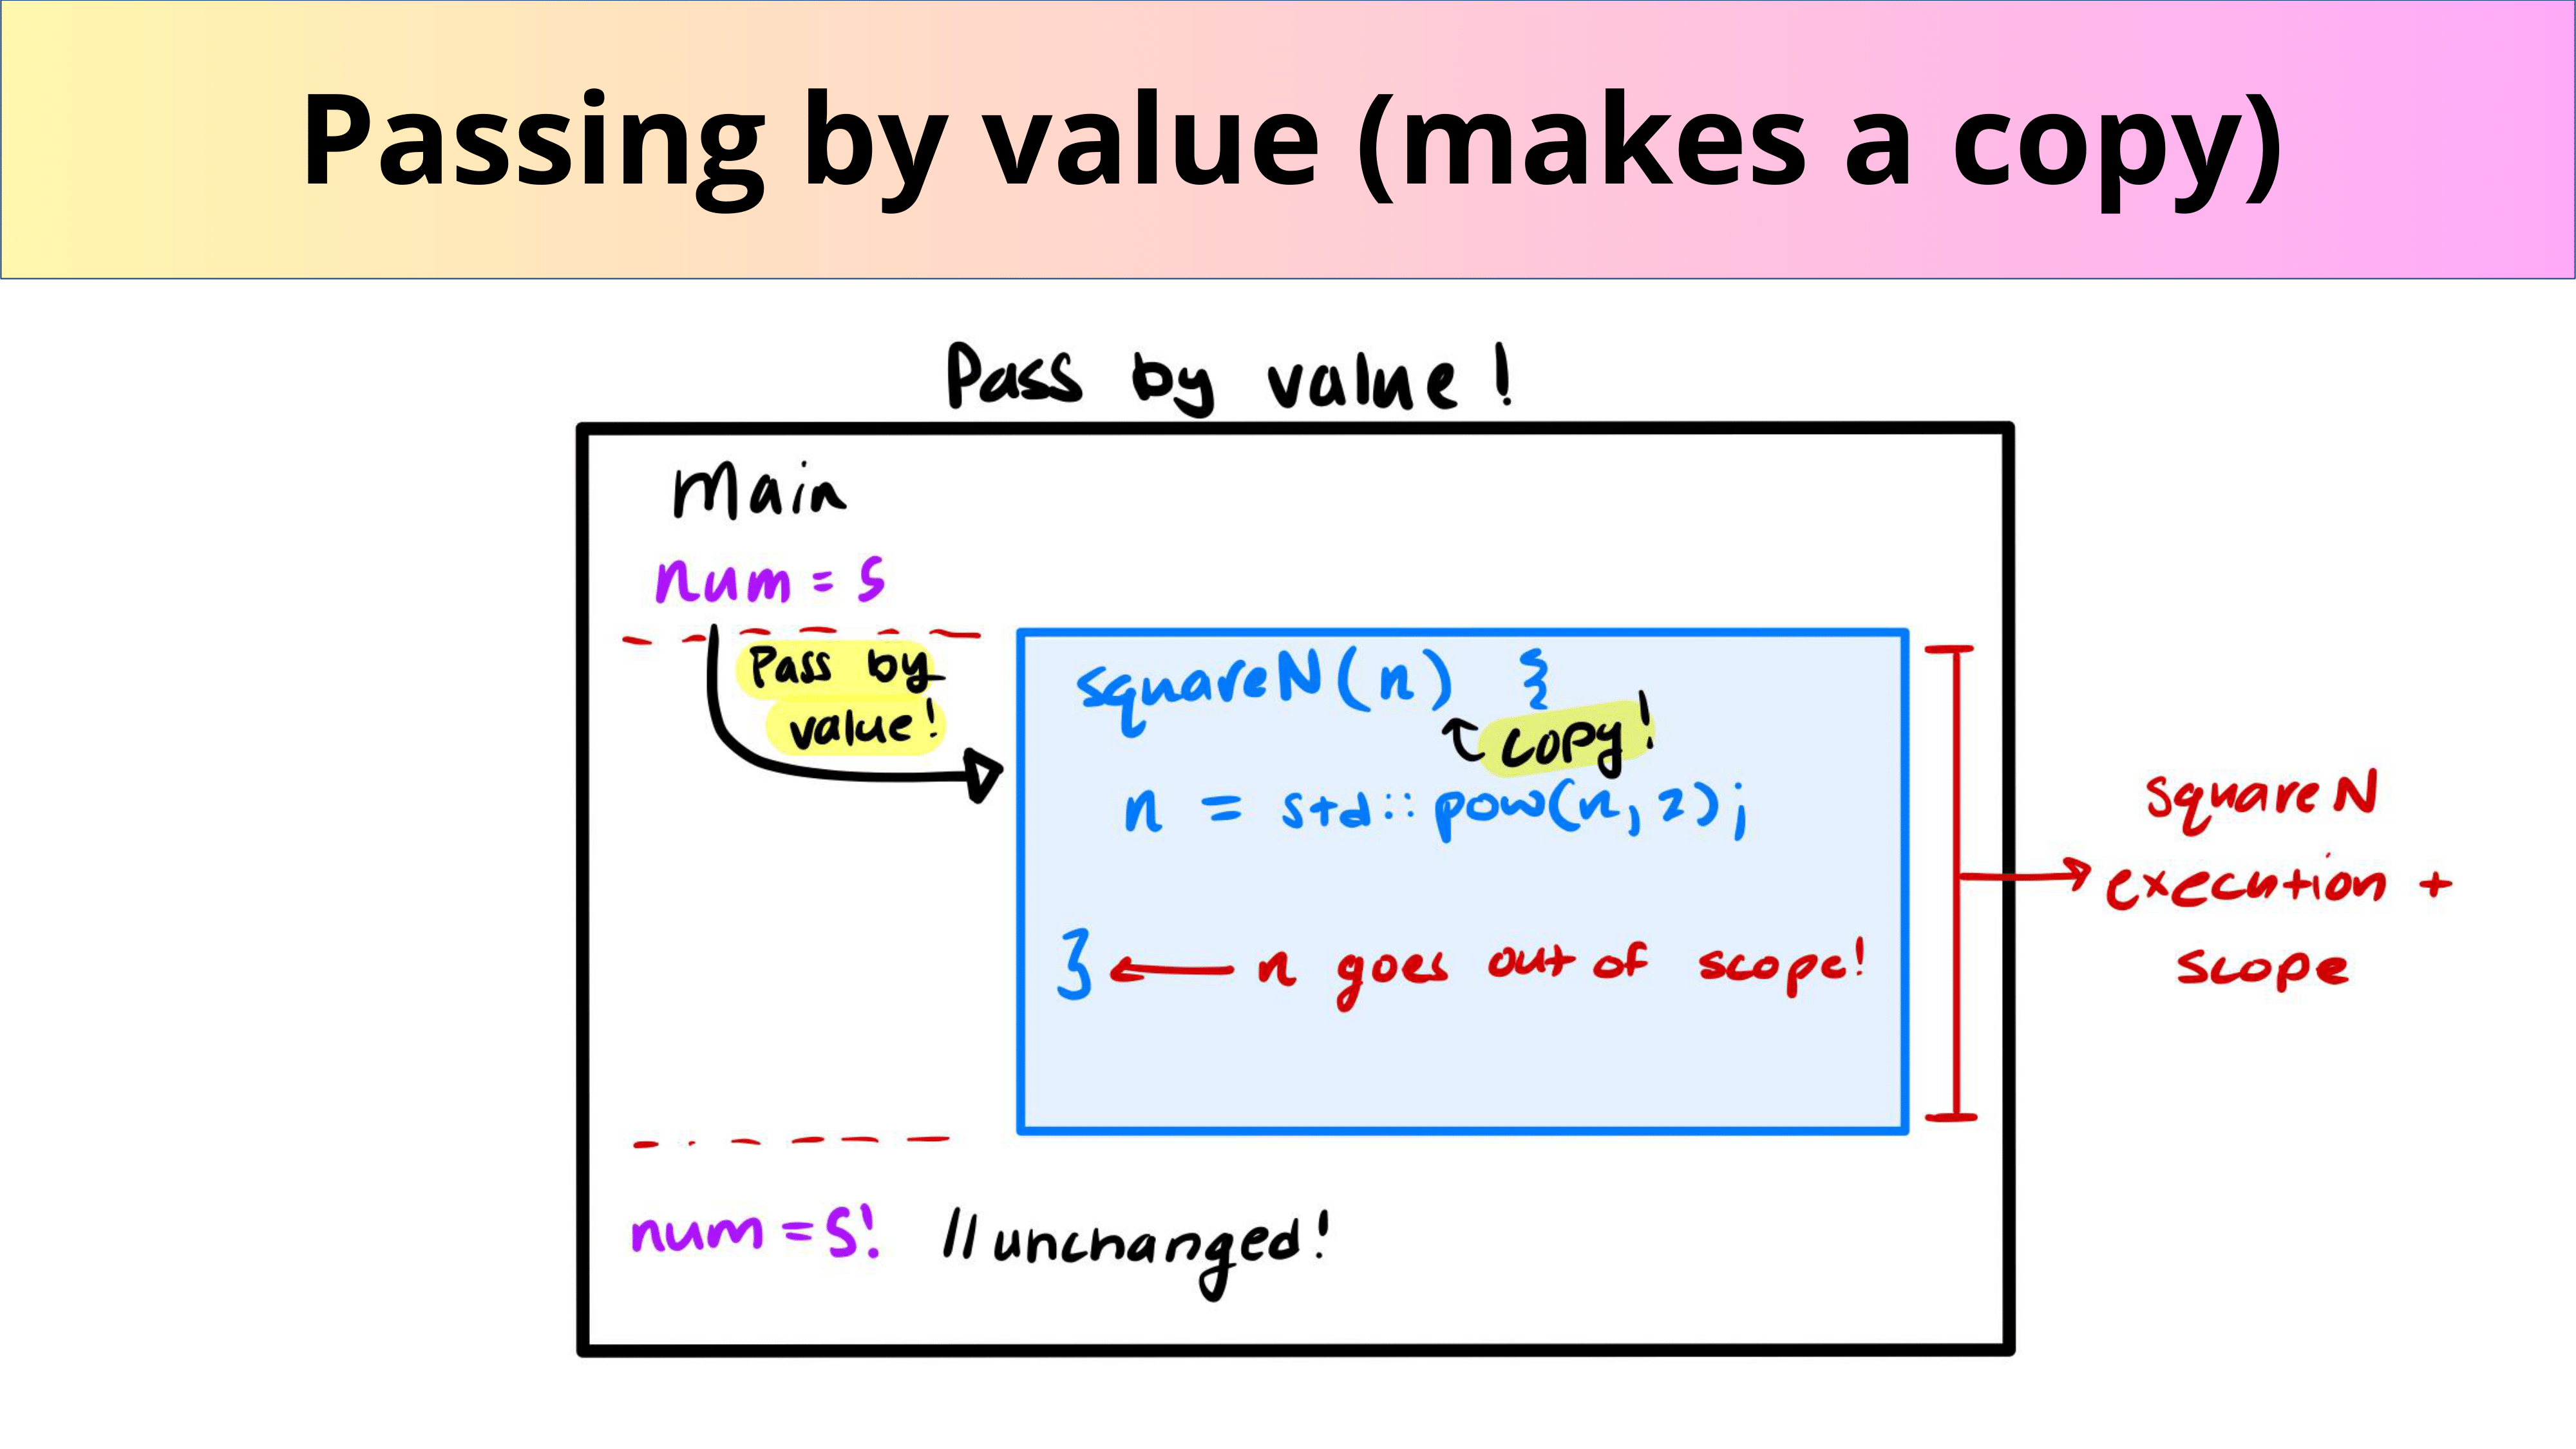 Passing by value (makes a copy)
Pass by value!
Main
num = 5
Pass by
value!
squareN(n) {
copy!
n = std::pow(n, 2);
} n goes out of scope!
squareN
execution +
scope
num = 5! //unchanged!